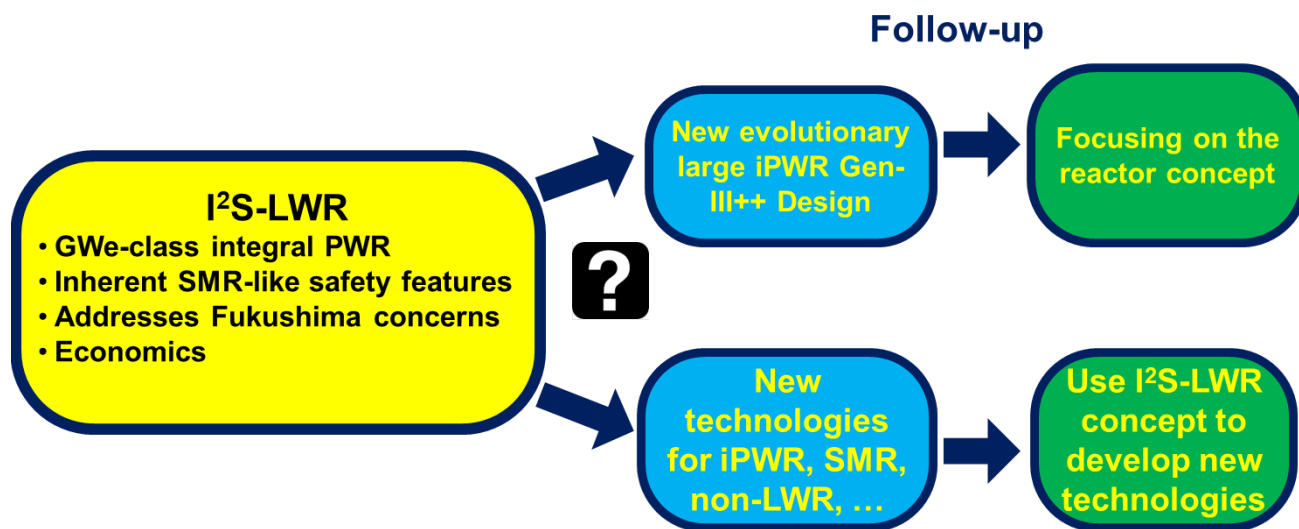 Follow-up
I²S-LWR
• GWe-class integral PWR
• Inherent SMR-like safety features
• Addresses Fukushima concerns
• Economics
?
New evolutionary
large iPWR Gen-
III++ Design
Focusing on the
reactor concept
New
technologies
for iPWR, SMR,
non-LWR, …
Use I²S-LWR
concept to
develop new
technologies